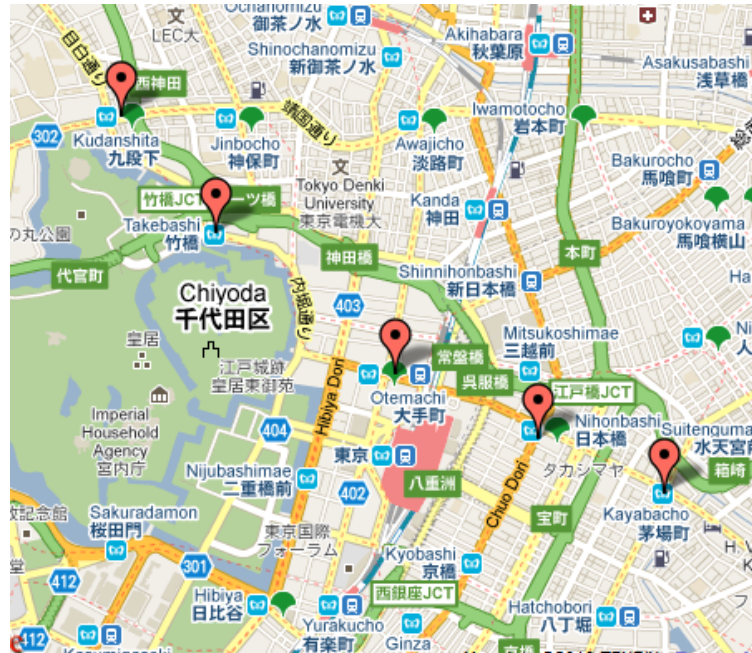 Ochanomizu
御茶ノ水
LEC大
目白通り
Shinochanomizu
新御茶ノ水
Akihabara
秋葉原
Asakusabashi
浅草橋
西神田
靖国通り
Iwamotocho
岩本町
302
Kudanshita
九段下
Jinbocho
神保町
Awajicho
淡路町
Bakurocho
馬喰町
Tokyo Denki
University
東京電機大
Kanda
神田
竹橋JCT
ーツ橋
Takebashi
竹橋
の丸公園
Bakuroyokoyama
馬喰横山
代官町
神田橋
本町
Shinnihonbashi
新日本橋
Chiyoda
千代田区
内堀通り
403
Mitsukoshimae
三越前
皇居
江戸城跡
皇居東御苑
常盤橋
呉服橋
江戸橋JCT
Hibiya Dori
Otemachi
大手町
Imperial
Household
Agency
宮内庁
404
Nihonbashi
日本橋
Suitenguma
水天宮前
東京
タカシマヤ
箱崎
Nijubashimae
二重橋前
八重洲
402
Chuo Dori
Kayabacho
茅場町
Sakuradamon
桜田門
宝町
東京国際
フォーラム
301
Kyobashi
京橋
412
Hibiya
日比谷
西銀座JCT
Hatchobori
八丁堀
Yurakucho
有楽町
Ginza
412
京橋